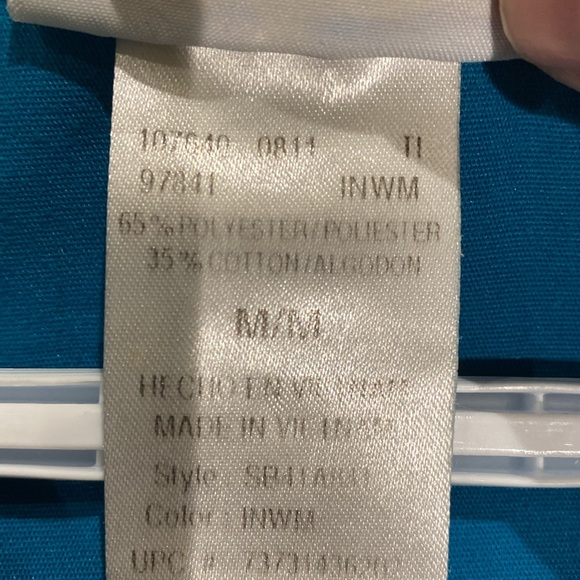 107640 0811 TI
97841 INWM
65% POLYESTER/POLIESTER
35% COTTON/ALGODON
M/M
HECHO EN VIETNAM
MADE IN VIETNAM
Style :
Color : INWM
UPC #